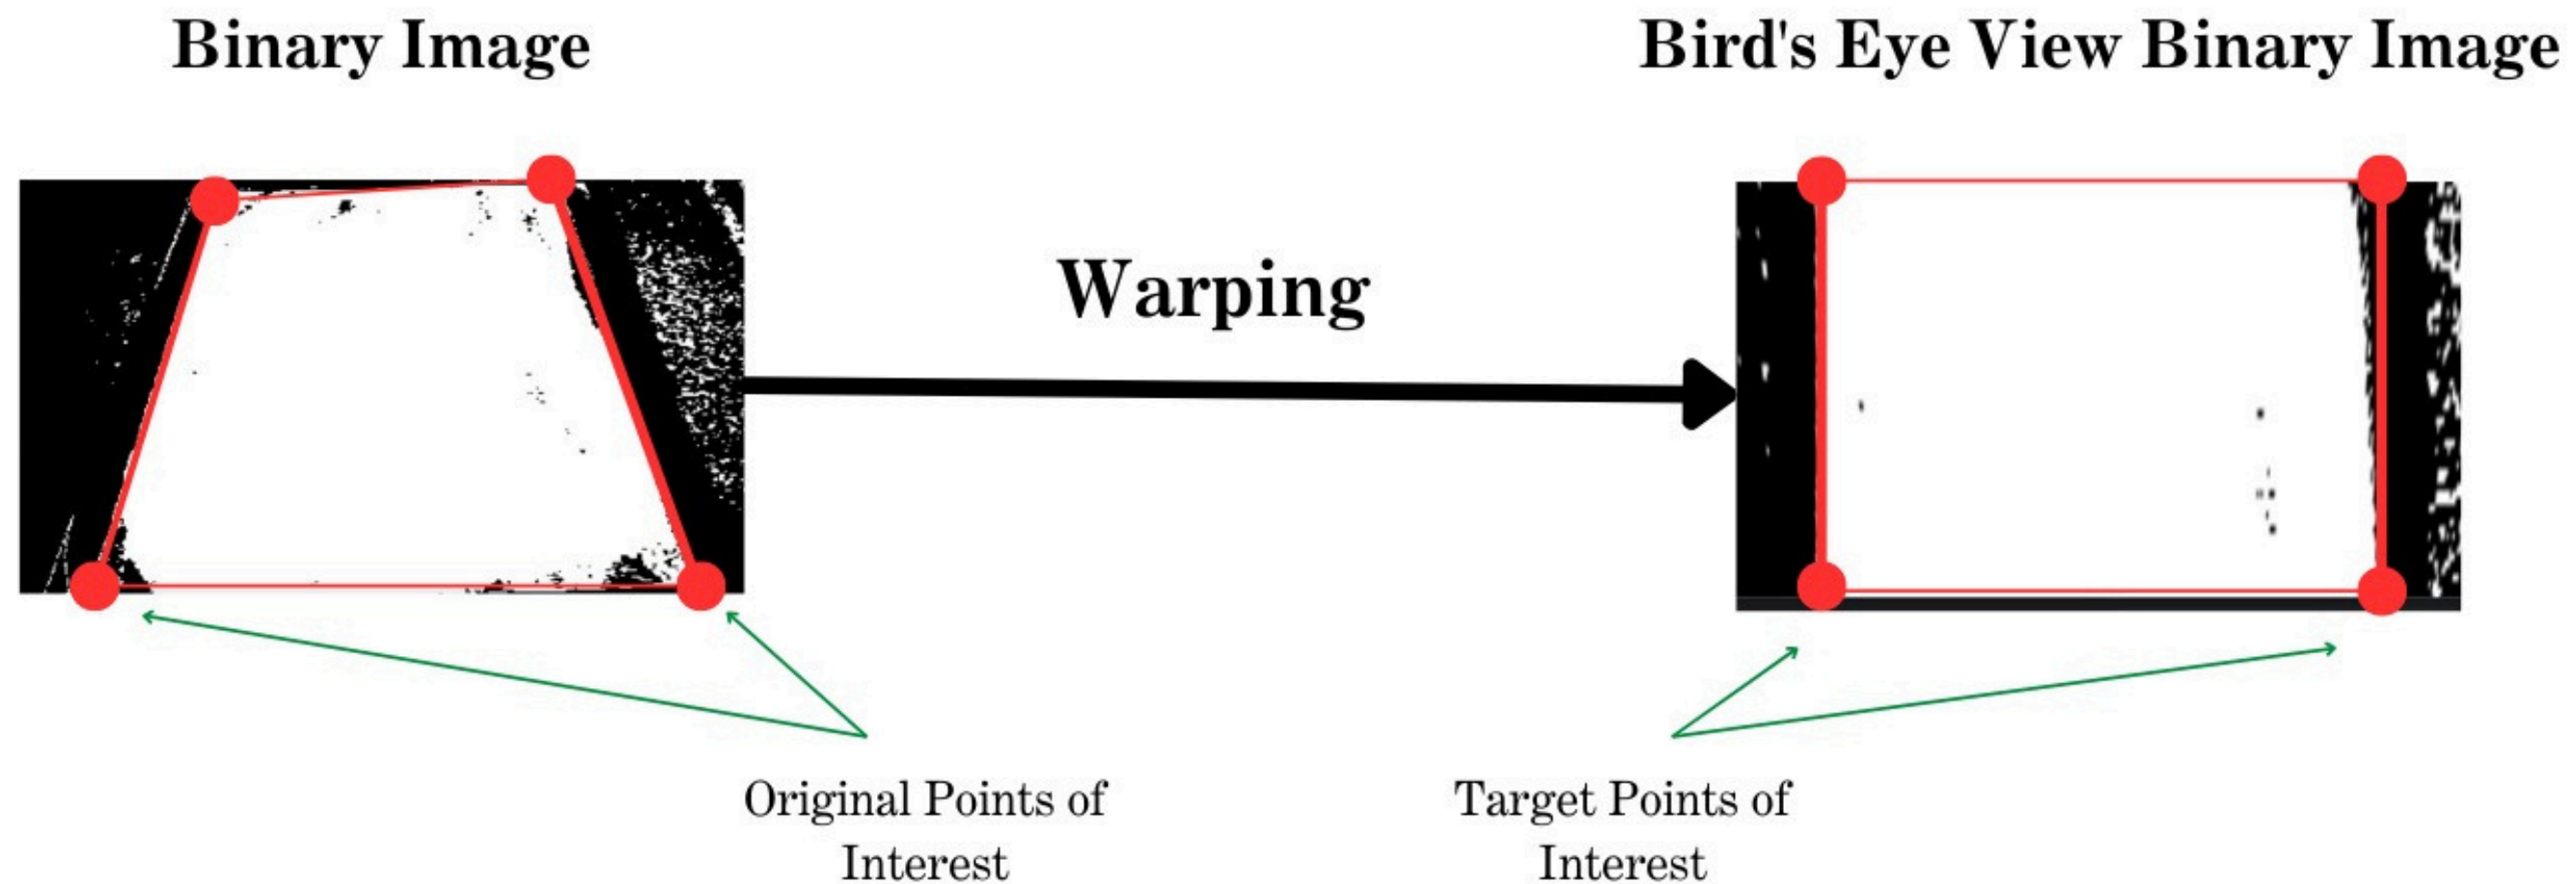 Binary Image
Bird's Eye View Binary Image
Warping
Original Points of
Interest
Target Points of
Interest